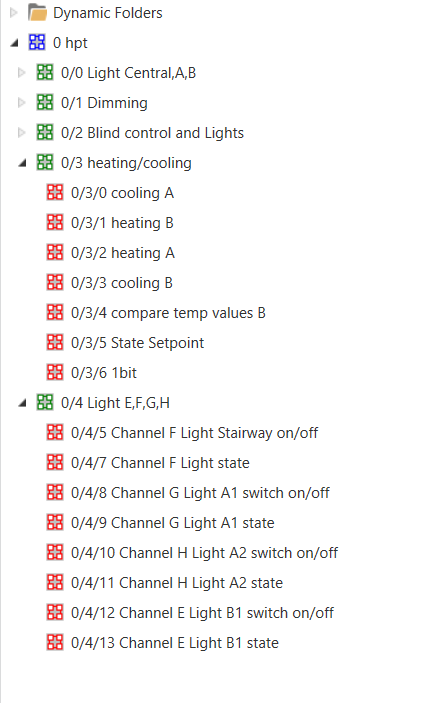 Dynamic Folders
0 hpt
0/0 Light Central,A,B
0/1 Dimming
0/2 Blind control and Lights
0/3 heating/cooling
0/3/0 cooling A
0/3/1 heating B
0/3/2 heating A
0/3/3 cooling B
0/3/4 compare temp values B
0/3/5 State Setpoint
0/3/6 1bit
0/4 Light E,F,G,H
0/4/5 Channel F Light Stairway on/off
0/4/7 Channel F Light state
0/4/8 Channel G Light A1 switch on/off
0/4/9 Channel G Light A1 state
0/4/10 Channel H Light A2 switch on/off
0/4/11 Channel H Light A2 state
0/4/12 Channel E Light B1 switch on/off
0/4/13 Channel E Light B1 state